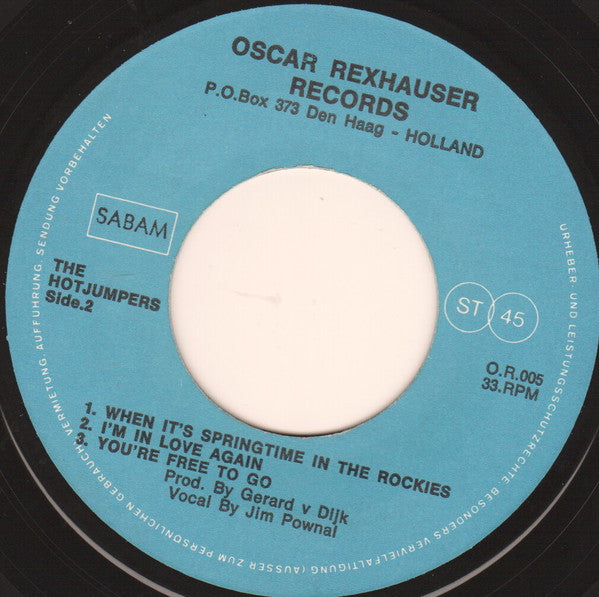 OSCAR REXHAUSER
RECORDS
P.O.Box 373 Den Haag - HOLLAND
SABAM
THE
HOTJUMPERS
Side.2
ST 45
O.R.005
33.RPM
1. WHEN IT'S SPRINGTIME IN THE ROCKIES
2. I'M IN LOVE AGAIN
3. YOU'RE FREE TO GO
Prod. By Gerard v Dijk
Vocal By Jim Pownal
URHEBER- UND LEISTUNGSSCHUTZRECHTE, BESONDERS VERVIELFALTIGUNG (AUSSER ZUM PERSÖNLICHEN GEBRAUCH) VERMIETUNG. AUFFUHRUNG, SENDUNG VORBEHALTEN